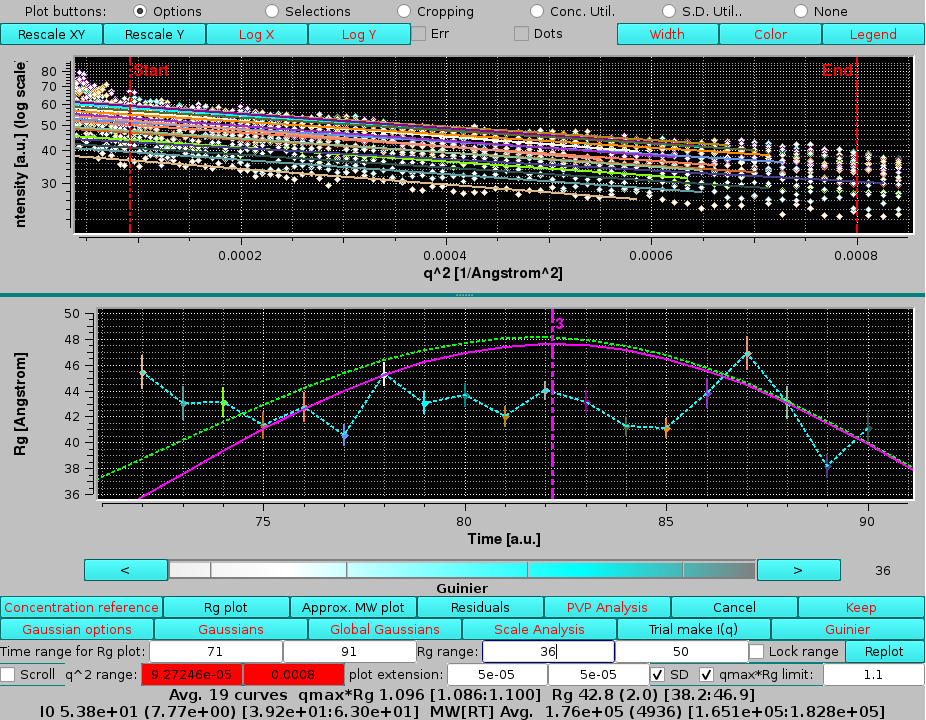 Plot buttons: Options Selections Cropping Conc. Util. S.D. Util.. None
Rescale XY Rescale Y Log X Log Y Err Dots Width Color Legend
Start End
80
70
60
50
40
30
ntensity [a.u.] (log scale
0.0002 0.0004 0.0006 0.0008
q^2 [1/Angstrom^2]
3
50
48
46
44
42
40
38
36
Rg [Angstrom]
75 80 85 90
Time [a.u.]
< > 36
Guinier
Concentration reference Rg plot Approx. MW plot Residuals PVP Analysis Cancel Keep
Gaussian options Gaussians Global Gaussians Scale Analysis Trial make I(q) Guinier
Time range for Rg plot: 71 91 Rg range: 36 50 Lock range Replot
Scroll q^2 range: 9.27246e-05 0.0008 plot extension: 5e-05 5e-05 SD qmax*Rg limit: 1.1
Avg. 19 curves qmax*Rg 1.096 [1.086:1.100] Rg 42.8 (2.0) [38.2:46.9]
I0 5.38e+01 (7.77e+00) [3.92e+01:6.30e+01] MW[RT] Avg. 1.76e+05 (4936) [1.651e+05:1.828e+05]